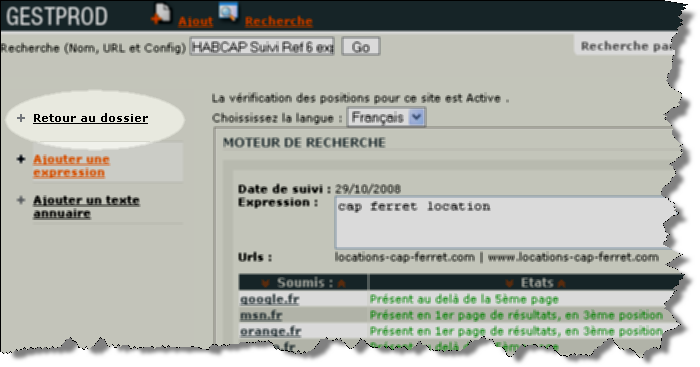 GESTPROD Ajout Recherche
Recherche (Nom, URL et Config) HABCAP Suivi Ref 6 exp Go Recherche pa
La vérification des positions pour ce site est Active .
Retour au dossier
Choississez la langue : Français
MOTEUR DE RECHERCHE
Ajouter une
expression
Date de suivi : 29/10/2008
Ajouter un texte
annuaire
Expression : cap ferret location
Urls : locations-cap-ferret.com | www.locations-cap-ferret.com
Soumis : Etats
google.fr Présent au delà de la 5ème page
msn.fr Présent en 1er page de résultats, en 3ème position
orange.fr Présent en 1er page de résultats, en 3ème position
.fr